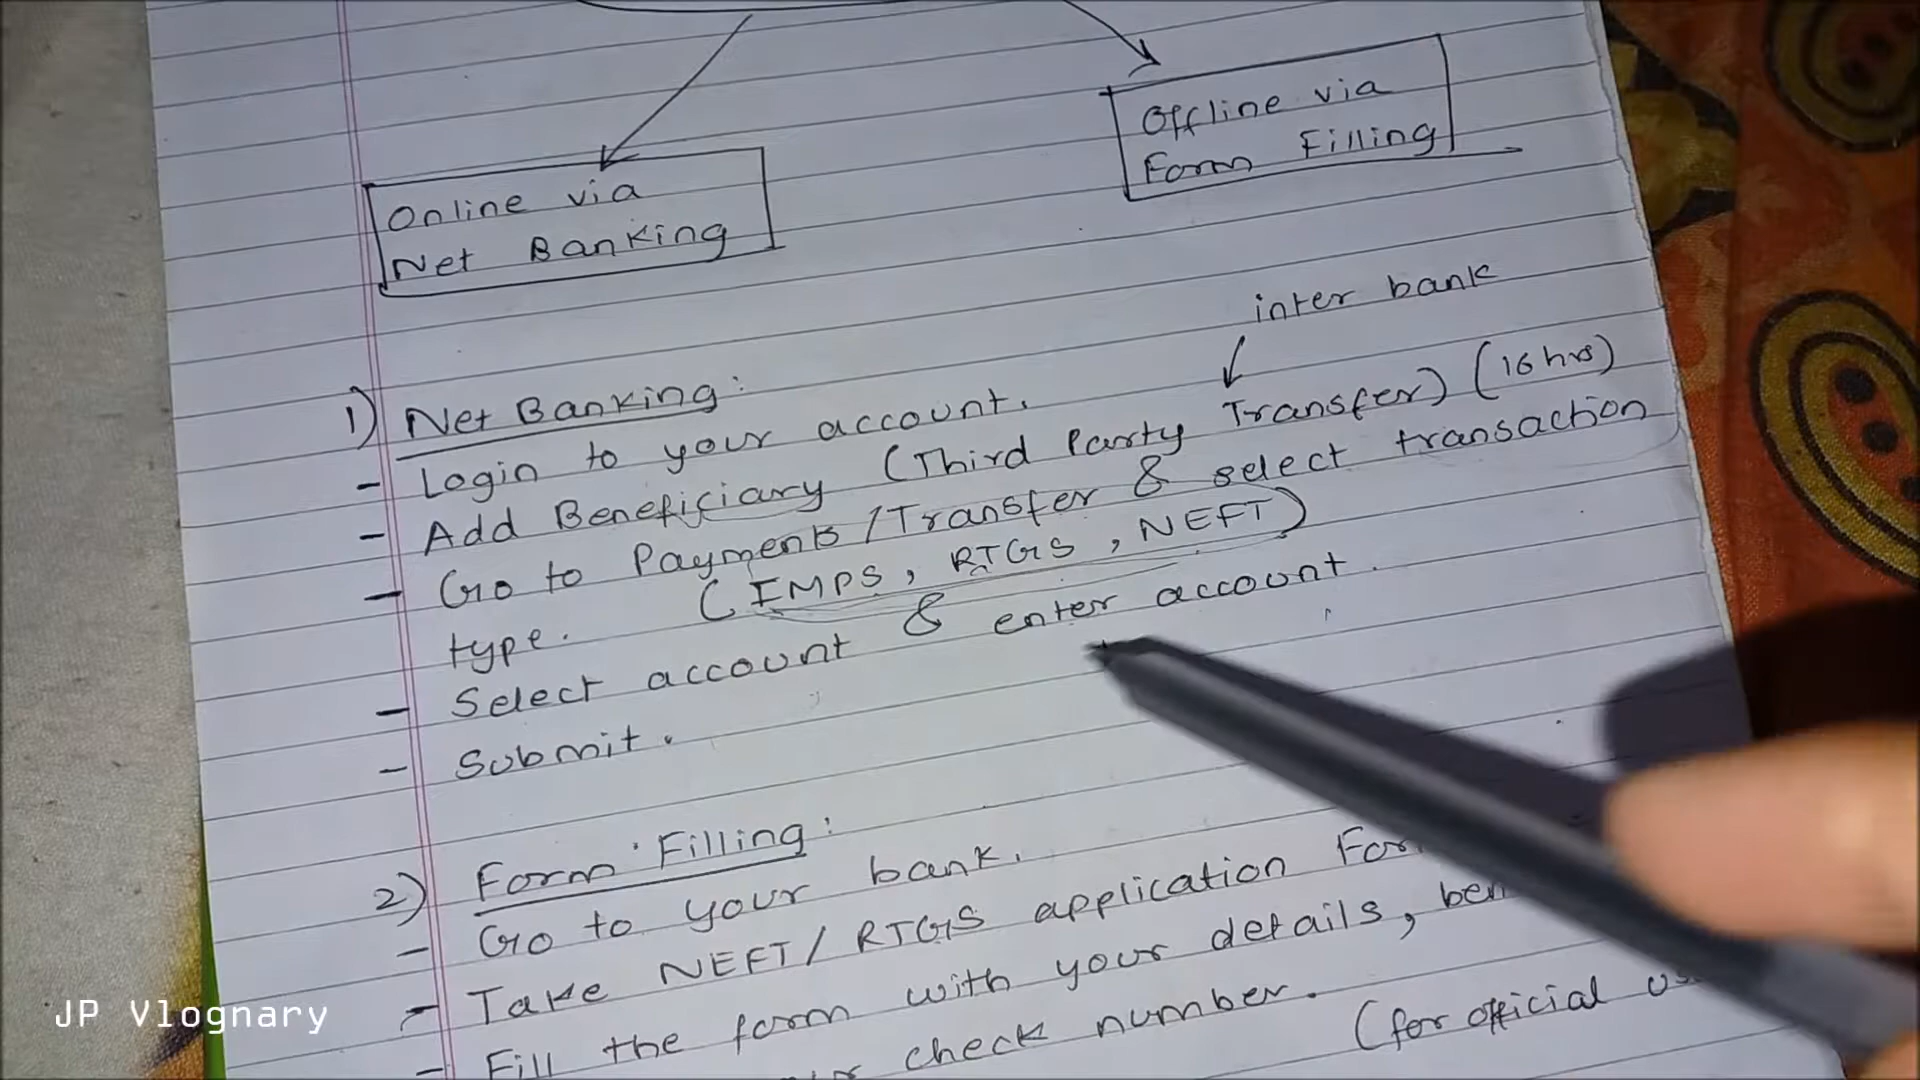 Online via
Net Banking
Offline via
Form Filling
inter bank
1) Net Banking:
- Login to your account.
- Add Beneficiary (Third Party Transfer) (16 hrs)
- Go to Payments/Transfer & select transaction
type. (IMPS, RTGS, NEFT)
- Select account & enter account.
- Submit.
2) Form Filling:
- Go to your bank.
- Take NEFT/RTGS application
- Fill the form with your details,
check number. (for official
JP Vlognary